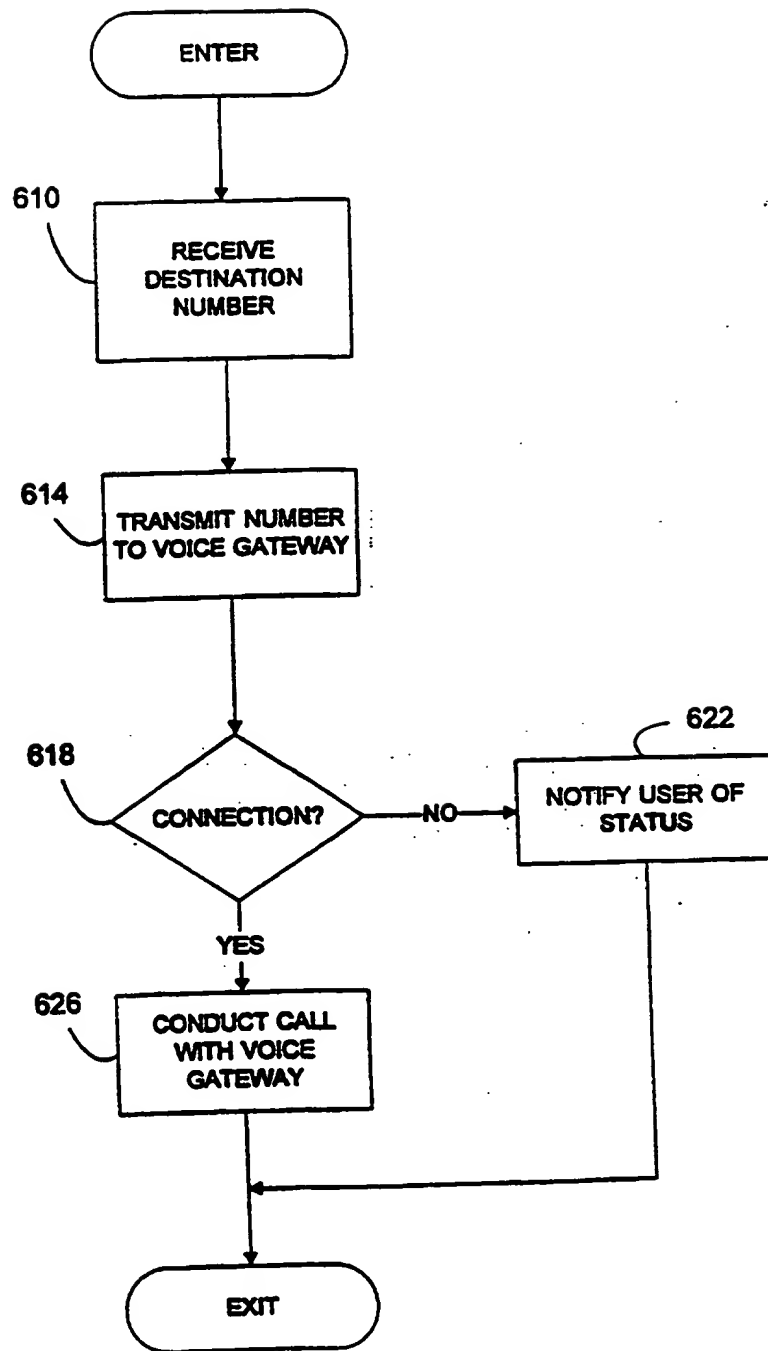 ENTER
610
RECEIVE
DESTINATION
NUMBER
614
TRANSMIT NUMBER
TO VOICE GATEWAY
618
CONNECTION?
NO
622
NOTIFY USER OF
STATUS
YES
626
CONDUCT CALL
WITH VOICE
GATEWAY
EXIT